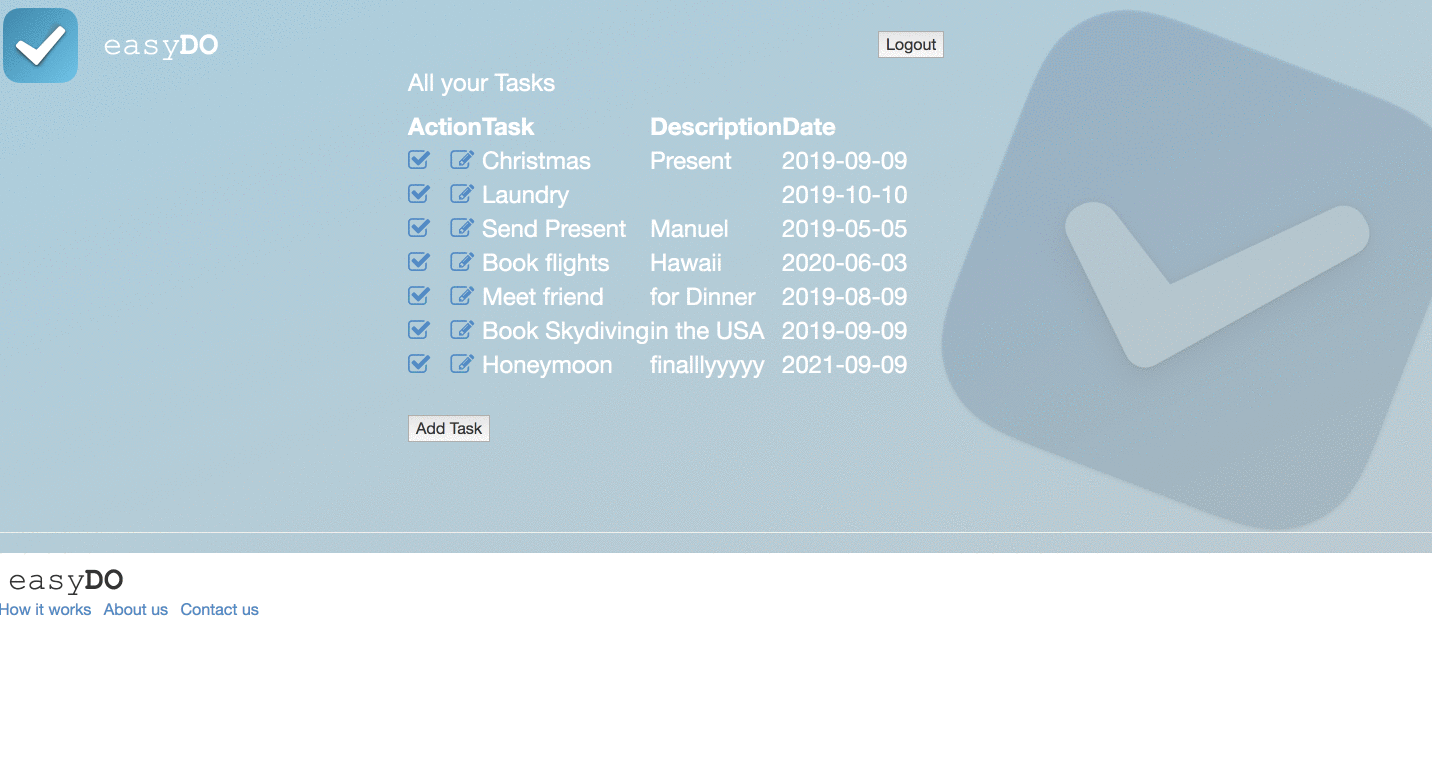 easyDO
Logout
All your Tasks
Action Task Description Date
Christmas Present 2019-09-09
Laundry 2019-10-10
Send Present Manuel 2019-05-05
Book flights Hawaii 2020-06-03
Meet friend for Dinner 2019-08-09
Book Skydiving in the USA 2019-09-09
Honeymoon finalllyyyyy 2021-09-09
Add Task
easyDO
How it works About us Contact us